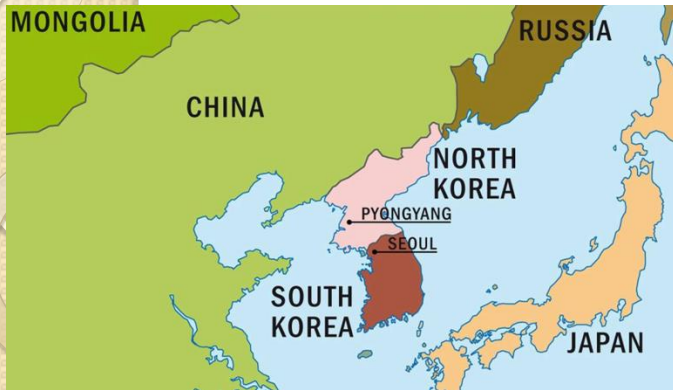 MONGOLIA
RUSSIA
CHINA
NORTH
KOREA
PYONGYANG
SEOUL
SOUTH
KOREA
JAPAN